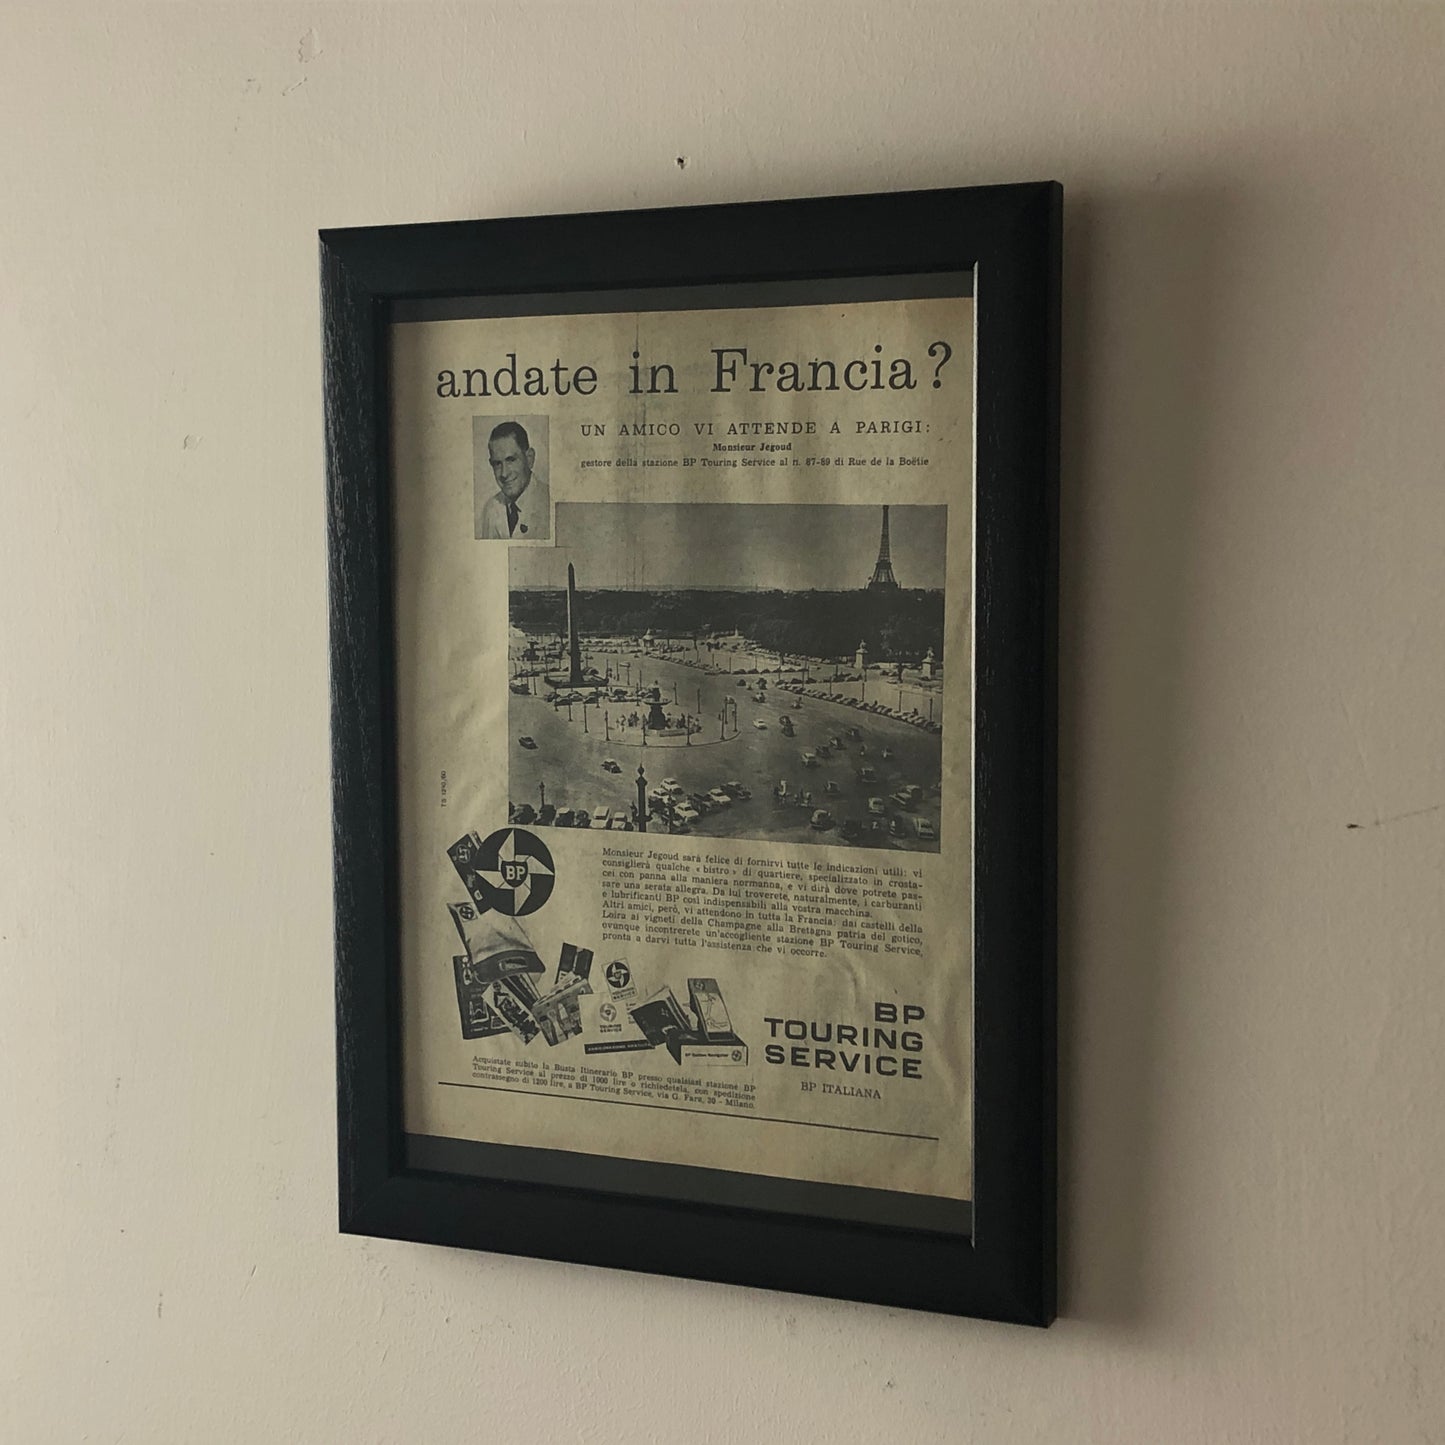 andate in Francia?
UN AMICO VI ATTENDE A PARIGI:
Monsieur Jegoud
gestore della stazione BP Touring Service al n. 87-89 di Rue de la Boëtie
TS 1210/60
BP
Monsieur Jegoud sarà felice di fornirvi tutte le indicazioni utili: vi
consiglierà qualche « bistro » di quartiere, specializzato in crosta-
cei con panna alla maniera normanna, e vi dirà dove potrete pas-
sare una serata allegra. Da lui troverete, naturalmente, i carburanti
e lubrificanti BP così indispensabili alla vostra macchina.
Altri amici, però, vi attendono in tutta la Francia: dai castelli della
Loira ai vigneti della Champagne alla Bretagna patria del gotico,
ovunque incontrerete un'accogliente stazione BP Touring Service,
pronta a darvi tutta l'assistenza che vi occorre.
TOURING
SERVICE
Acquistate subito la Busta Itinerario BP presso qualsiasi stazione BP
Touring Service al prezzo di 1000 lire o richiedetela, con spedizione
contrassegno di 1200 lire, a BP Touring Service, via G. Fara, 39 - Milano.
BP
TOURING
SERVICE
BP ITALIANA